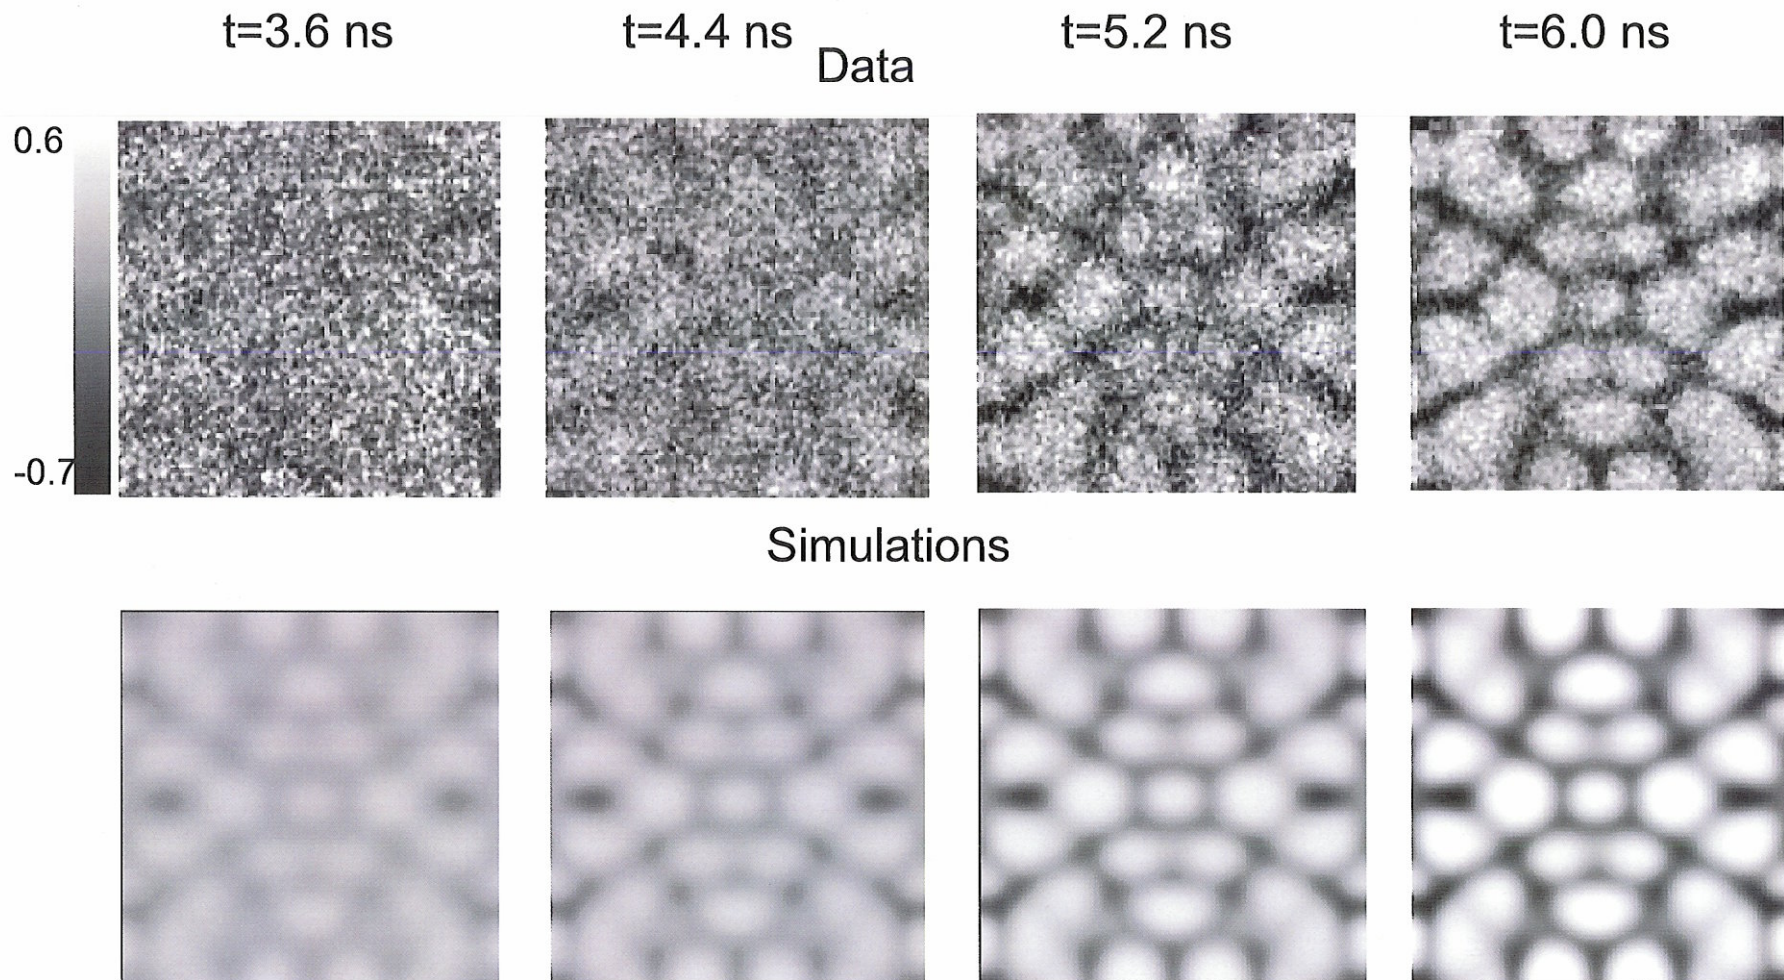 t=3.6 ns t=4.4 ns t=5.2 ns t=6.0 ns
Data
0.6
-0.7
Simulations